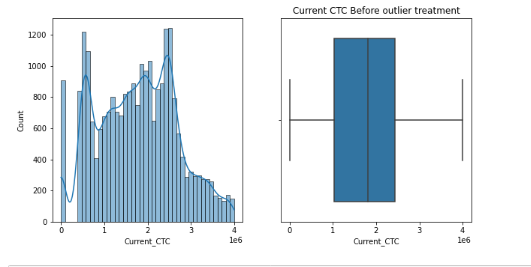 Current CTC Before outlier treatment
1200
1000
800
600
400
200
0
Count
0 1 2 3 4
1e6
Current_CTC
0 1 2 3 4
1e6
Current_CTC